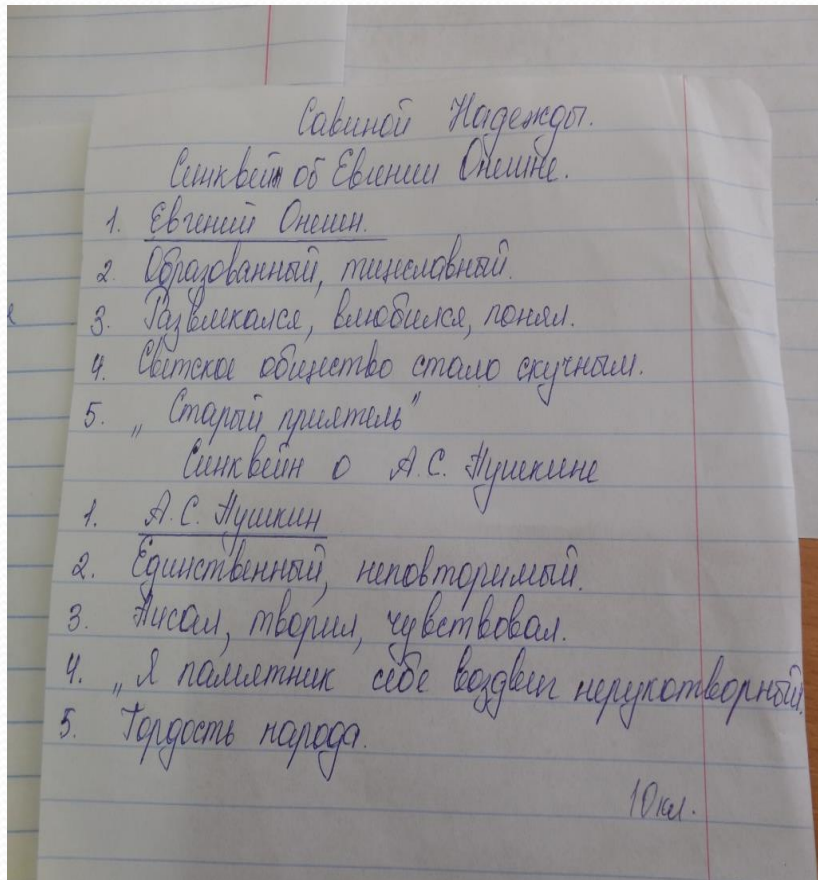 Савиной Надежды.
Синквейн об Евгении Онегине.
1. Евгений Онегин.
2. Образованный, тщеславный.
3. Развлекался, влюбился, понял.
4. Светское общество стало скучным.
5. „Старый приятель"
Синквейн о А.С. Пушкине
1. А.С. Пушкин
2. Единственный, неповторимый.
3. Писал, творил, чувствовал.
4. „Я памятник себе воздвиг нерукотворный.
5. Гордость народа.
10 кл.